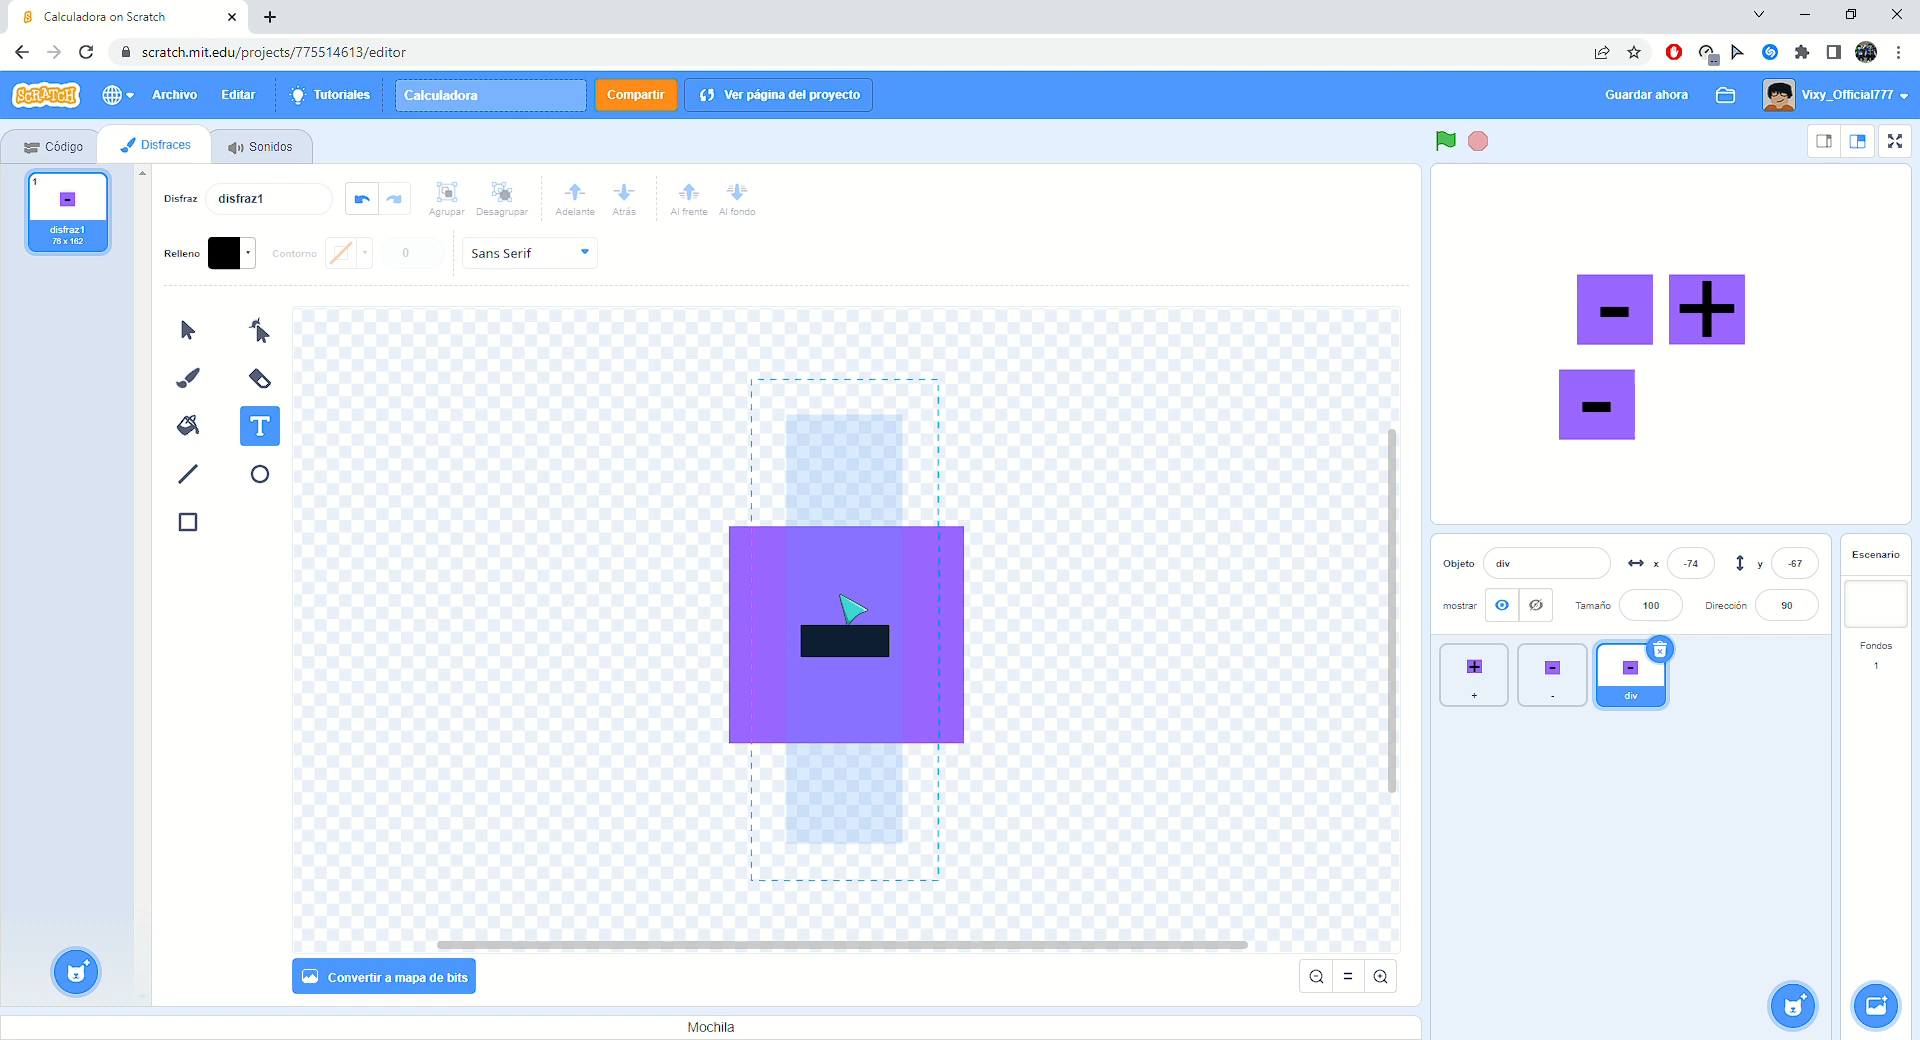 Calculadora on Scratch
scratch.mit.edu/projects/775514613/editor
SCRATCH
Archivo
Editar
Tutoriales
Calculadora
Compartir
Ver página del proyecto
Guardar ahora
Vixy_Official777
Código
Disfraces
Sonidos
1
-
disfraz1
78 x 162
Disfraz
disfraz1
Agrupar
Desagrupar
Adelante
Atrás
Al frente
Al fondo
Relleno
Contorno
0
Sans Serif
T
-
- +
-
Convertir a mapa de bits
=
Mochila
Objeto
div
x
-74
y
-67
mostrar
Tamaño
100
Dirección
90
+
+
-
-
-
div
Escenario
Fondos
1